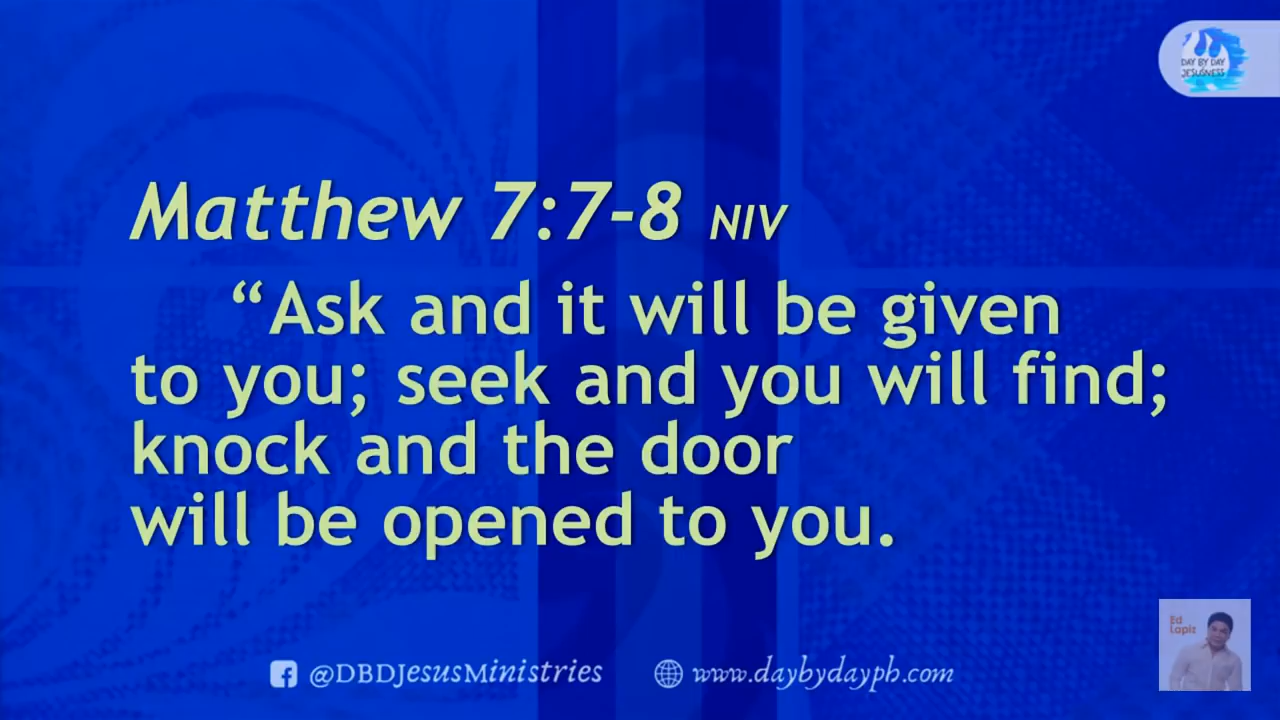 DAY BY DAY
JESUSNESS
Matthew 7:7-8 NIV
“Ask and it will be given
to you; seek and you will find;
knock and the door
will be opened to you.
Ed
Lapiz
@DBDJesusMinistries www.daybydayph.com